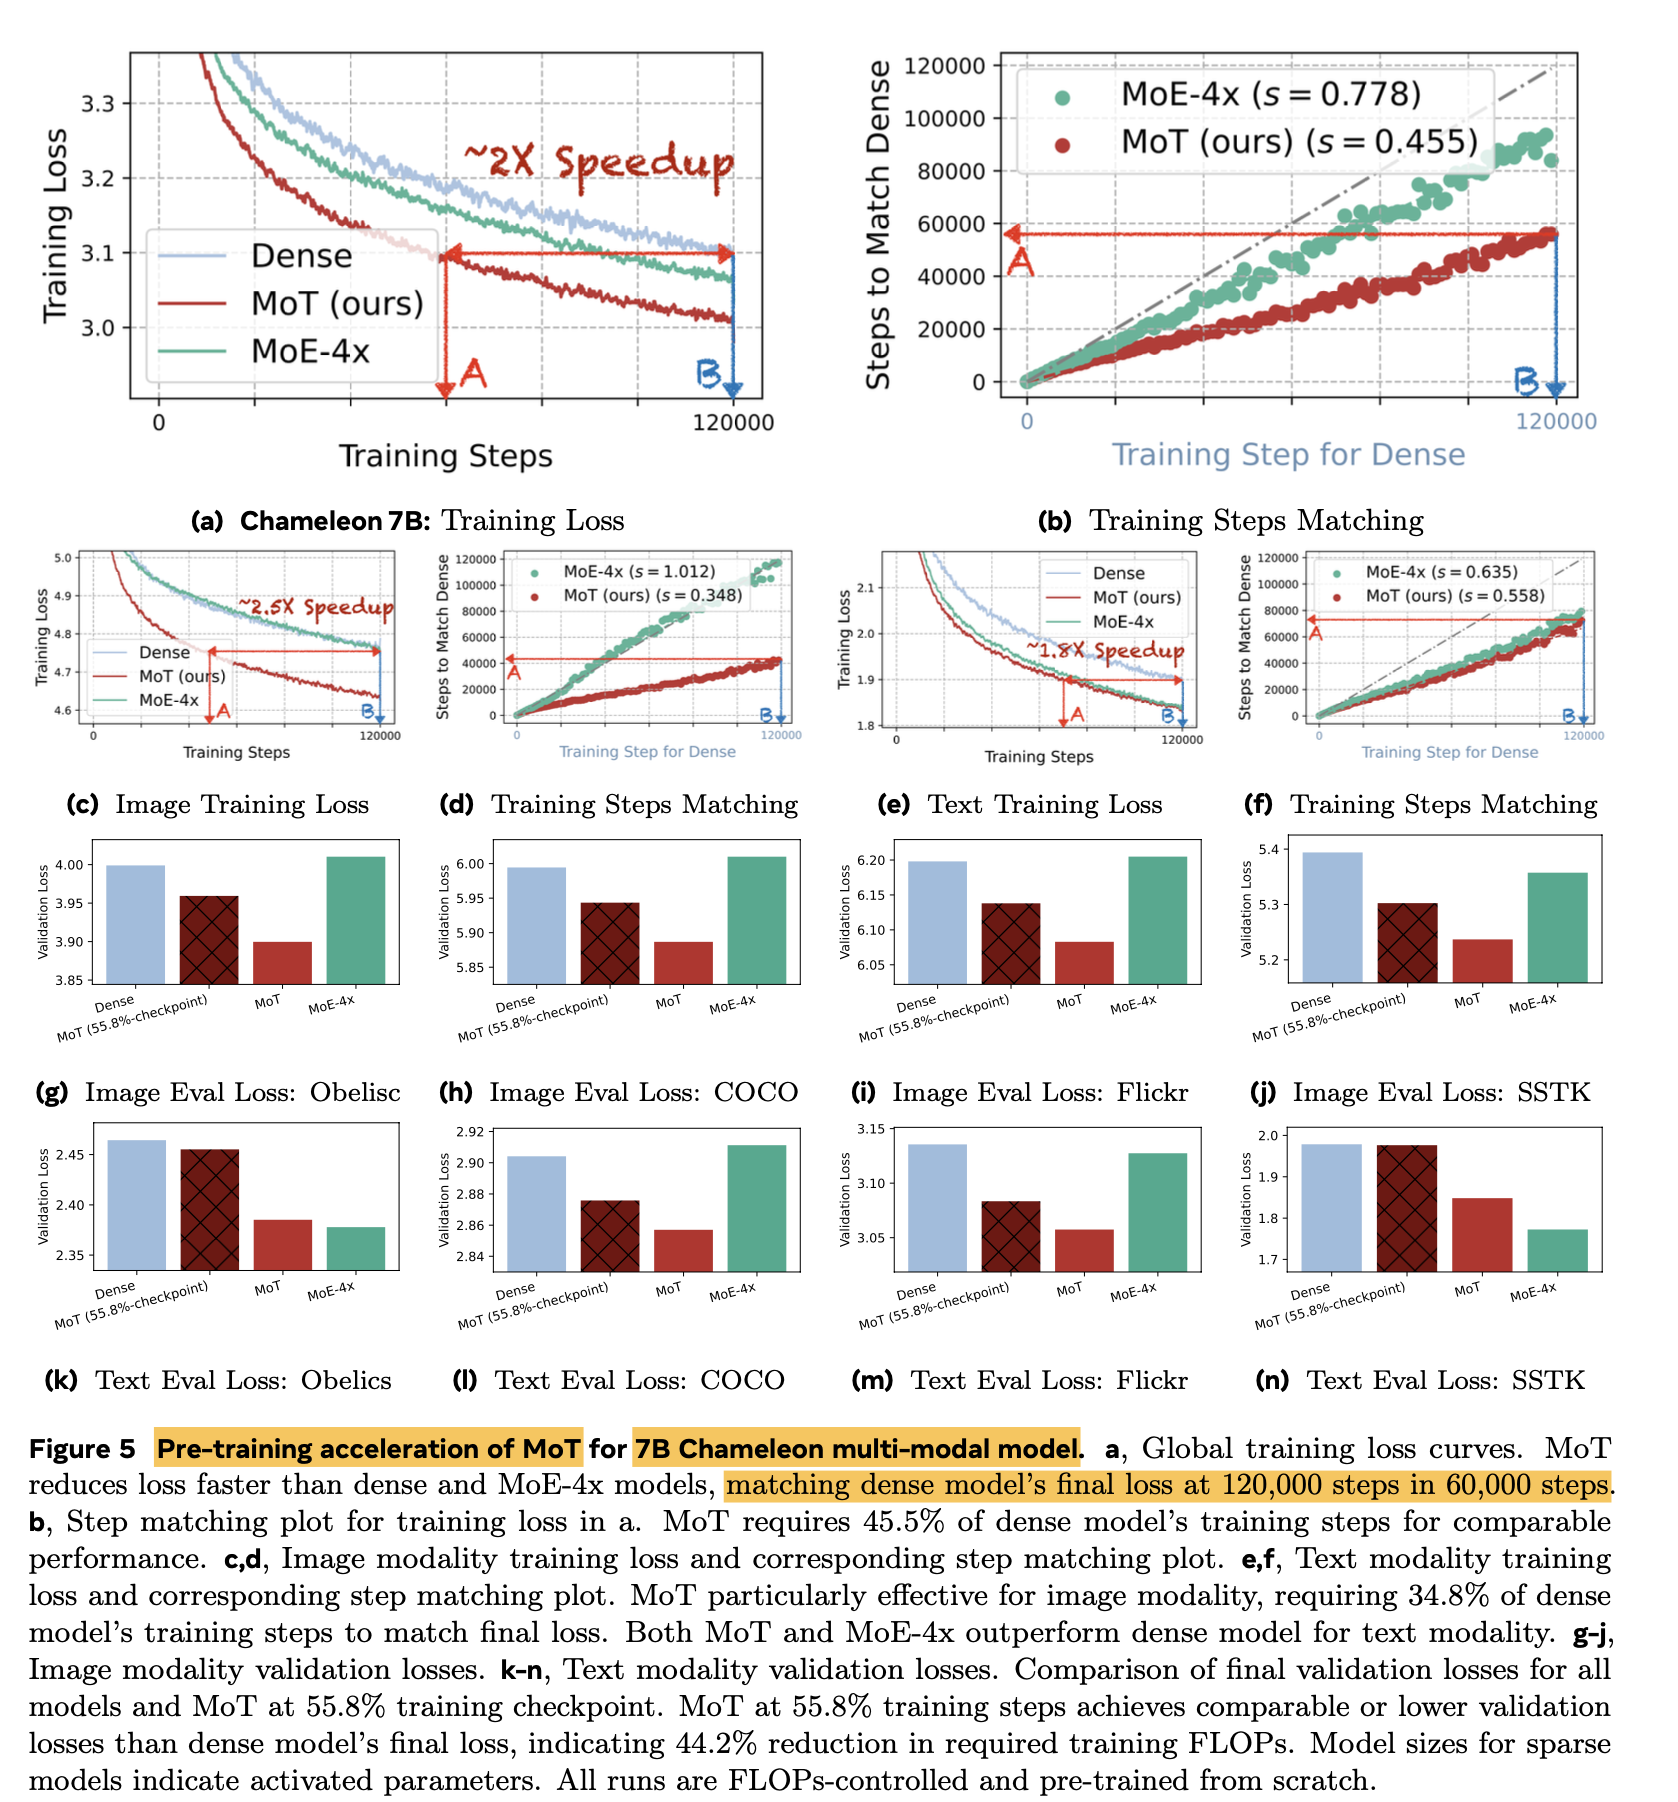 Training Loss
3.3
3.2
3.1
3.0
~2X Speedup
Dense
MoT (ours)
MoE-4x
A
B
0
120000
Training Steps
Steps to Match Dense
120000
100000
80000
60000
40000
20000
0
MoE-4x (s = 0.778)
MoT (ours) (s = 0.455)
A
B
0
120000
Training Step for Dense
(a) Chameleon 7B: Training Loss
(b) Training Steps Matching
Training Loss
5.0
4.9
4.8
4.7
4.6
~2.5X Speedup
Dense
MoT (ours)
MoE-4x
A
B
0
120000
Training Steps
Steps to Match Dense
120000
100000
80000
60000
40000
20000
0
MoE-4x (s = 1.012)
MoT (ours) (s = 0.348)
A
B
0
120000
Training Step for Dense
Training Loss
2.1
2.0
1.9
1.8
Dense
MoT (ours)
MoE-4x
~1.8X Speedup
A
B
0
120000
Training Steps
Steps to Match Dense
120000
100000
80000
60000
40000
20000
0
MoE-4x (s = 0.635)
MoT (ours) (s = 0.558)
A
B
0
120000
Training Step for Dense
(c) Image Training Loss
(d) Training Steps Matching
(e) Text Training Loss
(f) Training Steps Matching
Validation Loss
4.00
3.95
3.90
3.85
Dense
MoT (55.8%-checkpoint)
MoT
MoE-4x
Validation Loss
6.00
5.95
5.90
5.85
Dense
MoT (55.8%-checkpoint)
MoT
MoE-4x
Validation Loss
6.20
6.15
6.10
6.05
Dense
MoT (55.8%-checkpoint)
MoT
MoE-4x
Validation Loss
5.4
5.3
5.2
Dense
MoT (55.8%-checkpoint)
MoT
MoE-4x
(g) Image Eval Loss: Obelisc
(h) Image Eval Loss: COCO
(i) Image Eval Loss: Flickr
(j) Image Eval Loss: SSTK
Validation Loss
2.45
2.40
2.35
Dense
MoT (55.8%-checkpoint)
MoT
MoE-4x
Validation Loss
2.92
2.90
2.88
2.86
2.84
Dense
MoT (55.8%-checkpoint)
MoT
MoE-4x
Validation Loss
3.15
3.10
3.05
Dense
MoT (55.8%-checkpoint)
MoT
MoE-4x
Validation Loss
2.0
1.9
1.8
1.7
Dense
MoT (55.8%-checkpoint)
MoT
MoE-4x
(k) Text Eval Loss: Obelics
(l) Text Eval Loss: COCO
(m) Text Eval Loss: Flickr
(n) Text Eval Loss: SSTK
Figure 5 Pre-training acceleration of MoT for 7B Chameleon multi-modal model. a, Global training loss curves. MoT
reduces loss faster than dense and MoE-4x models, matching dense model's final loss at 120,000 steps in 60,000 steps.
b, Step matching plot for training loss in a. MoT requires 45.5% of dense model's training steps for comparable
performance. c,d, Image modality training loss and corresponding step matching plot. e,f, Text modality training
loss and corresponding step matching plot. MoT particularly effective for image modality, requiring 34.8% of dense
model's training steps to match final loss. Both MoT and MoE-4x outperform dense model for text modality. g-j,
Image modality validation losses. k-n, Text modality validation losses. Comparison of final validation losses for all
models and MoT at 55.8% training checkpoint. MoT at 55.8% training steps achieves comparable or lower validation
losses than dense model's final loss, indicating 44.2% reduction in required training FLOPs. Model sizes for sparse
models indicate activated parameters. All runs are FLOPs-controlled and pre-trained from scratch.